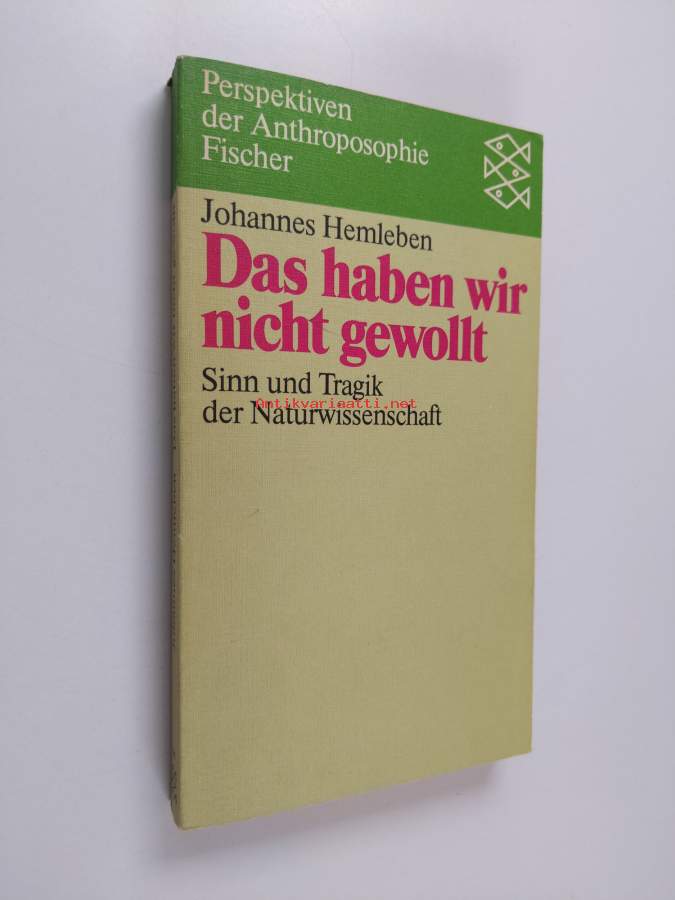 Perspektiven
der Anthroposophie
Fischer
Johannes Hemleben
Das haben wir
nicht gewollt
Sinn und Tragik
Antikvariaatti.net
der Naturwissenschaft